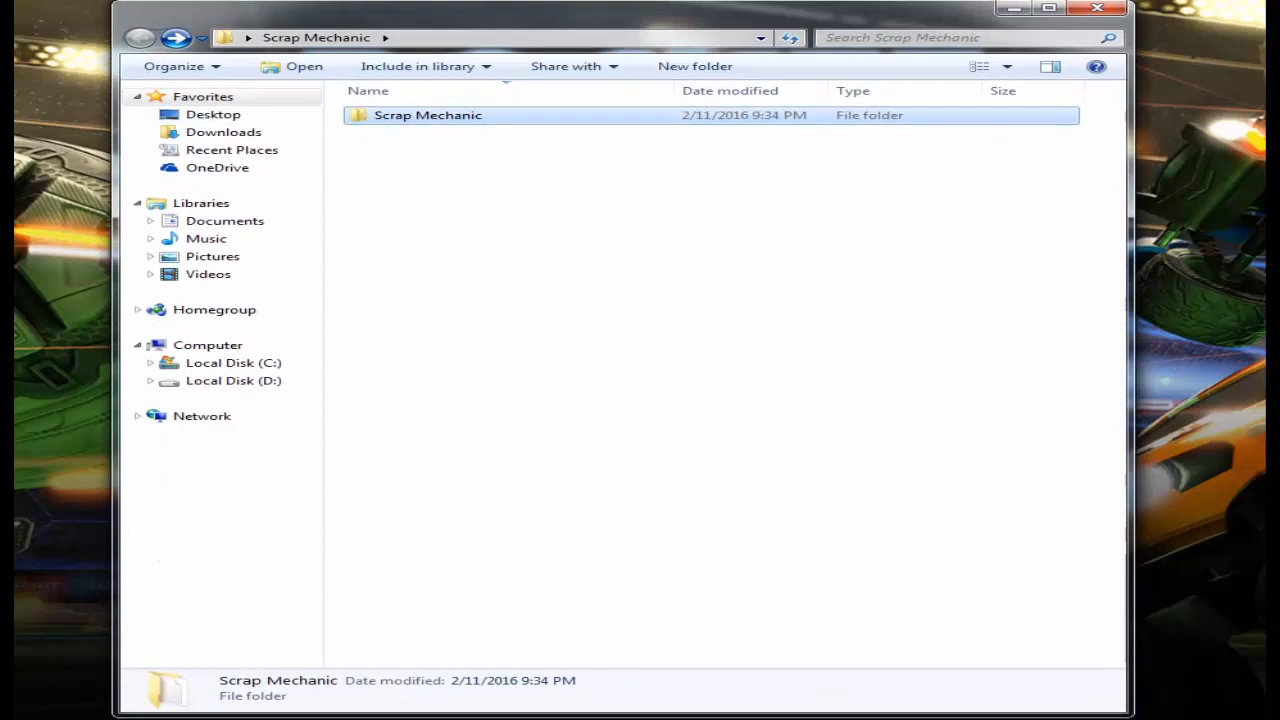 Scrap Mechanic
Search Scrap Mechanic
Organize Open Include in library Share with New folder
Name Date modified Type Size
Scrap Mechanic 2/11/2016 9:34 PM File folder
Favorites
Desktop
Downloads
Recent Places
OneDrive
Libraries
Documents
Music
Pictures
Videos
Homegroup
Computer
Local Disk (C:)
Local Disk (D:)
Network
Scrap Mechanic Date modified: 2/11/2016 9:34 PM
File folder